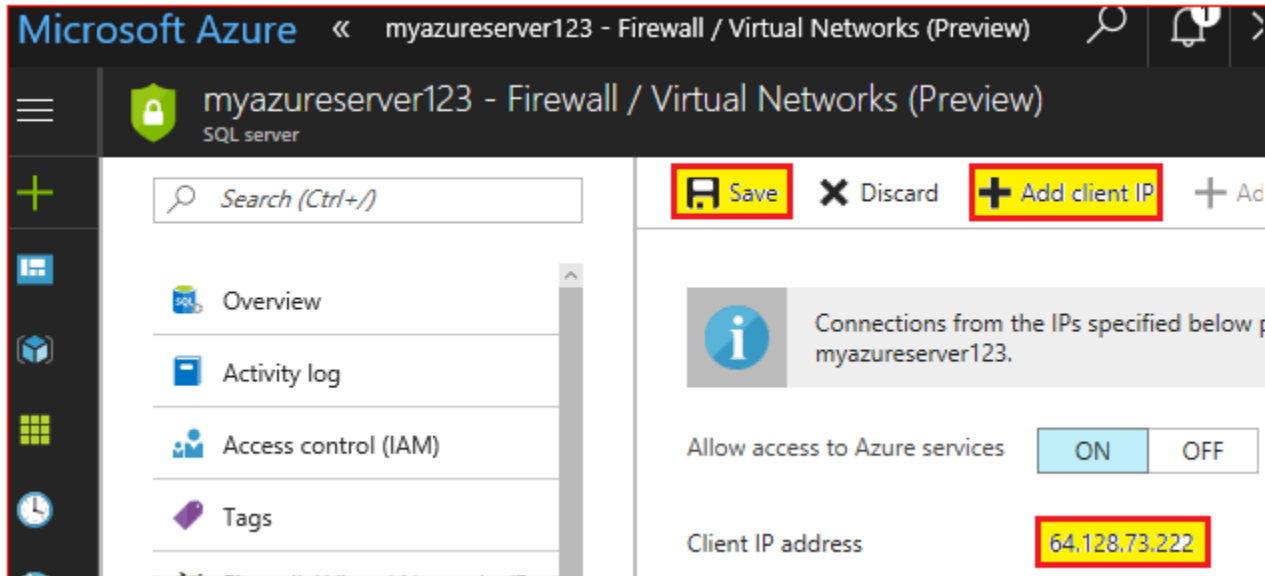 Microsoft Azure « myazureserver123 - Firewall / Virtual Networks (Preview) 1
myazureserver123 - Firewall / Virtual Networks (Preview)
SQL server
Search (Ctrl+/)
Save Discard Add client IP
Overview
Connections from the IPs specified below
myazureserver123.
Activity log
Access control (IAM)
Allow access to Azure services ON OFF
Tags
Client IP address 64.128.73.222